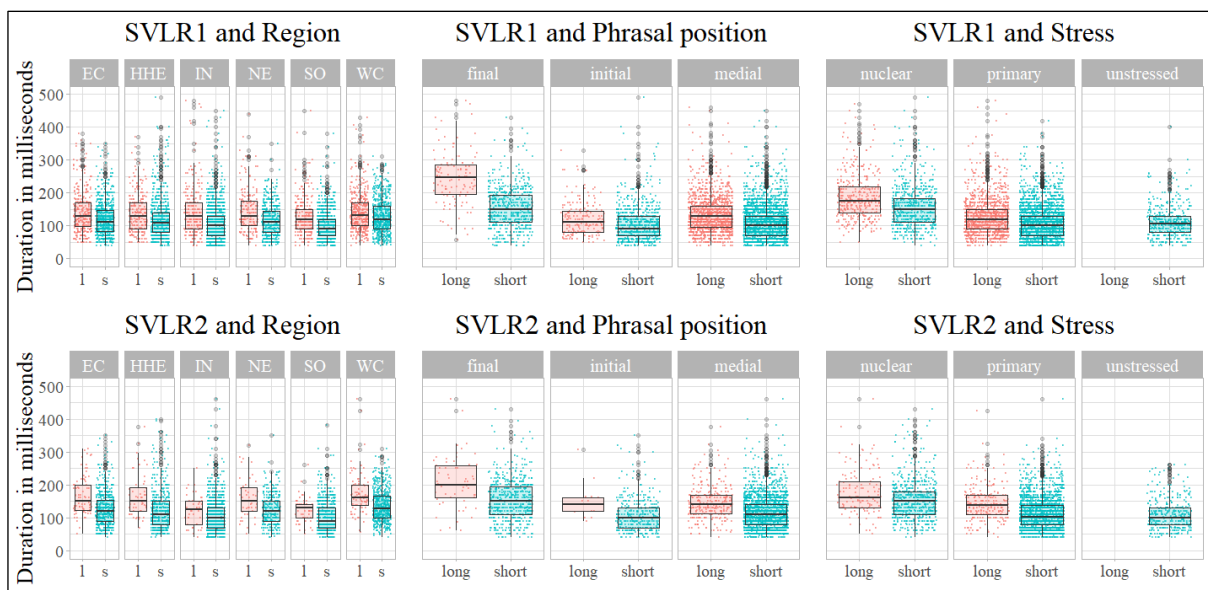 SVLR1 and Region
SVLR1 and Phrasal position
SVLR1 and Stress
EC HHE IN NE SO WC
final initial medial
nuclear primary unstressed
Duration in milliseconds
500
400
300
200
100
0
l s l s l s l s l s l s
long short long short long short
long short long short long short
SVLR2 and Region
SVLR2 and Phrasal position
SVLR2 and Stress
EC HHE IN NE SO WC
final initial medial
nuclear primary unstressed
Duration in milliseconds
500
400
300
200
100
0
l s l s l s l s l s l s
long short long short long short
long short long short long short